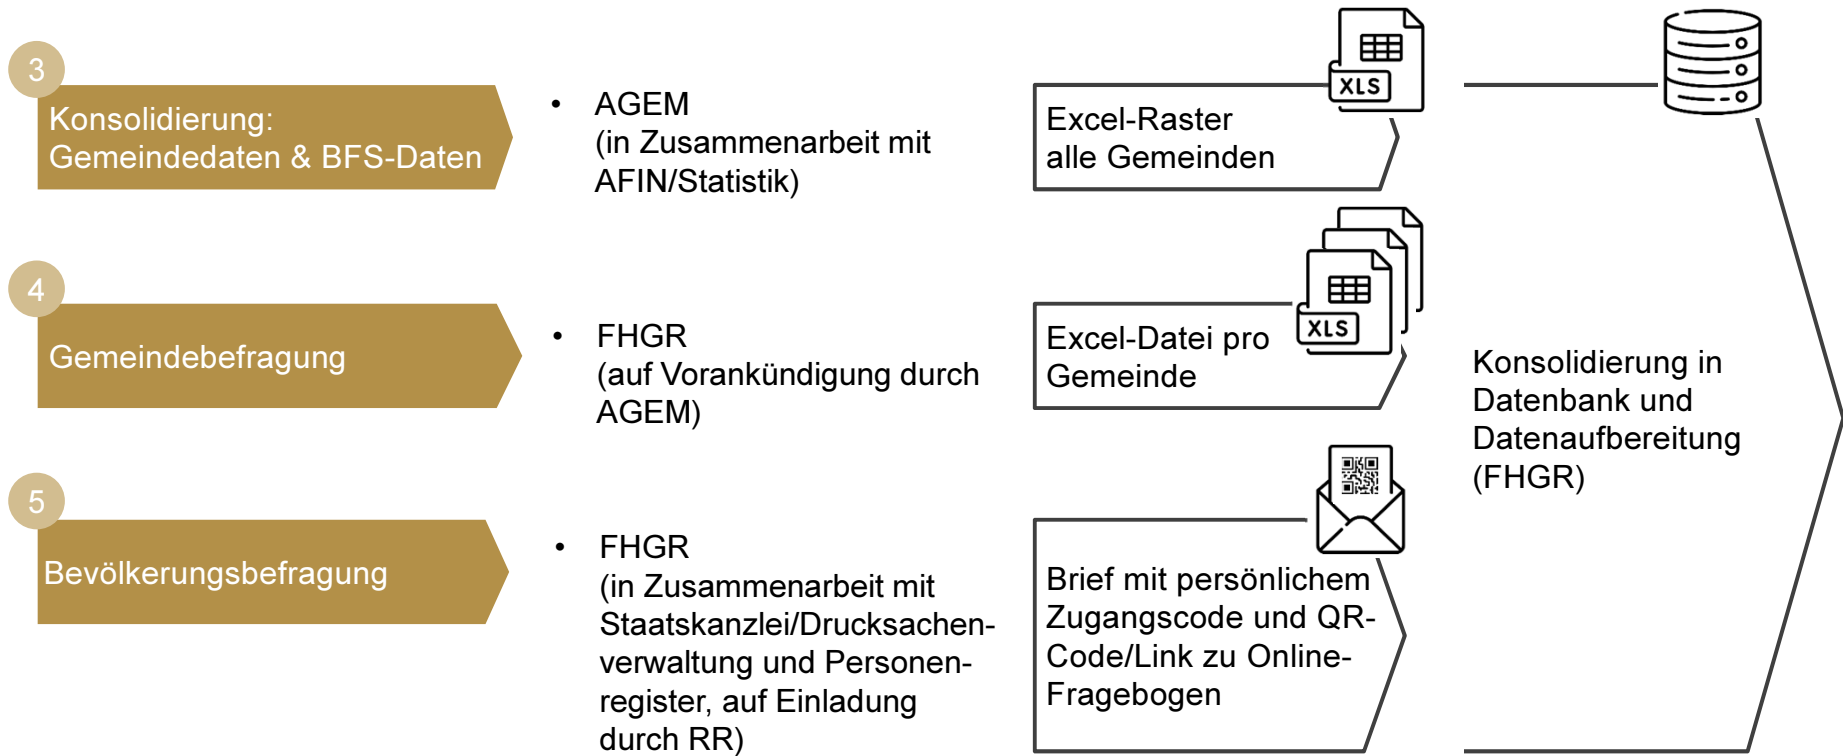 3
Konsolidierung:
Gemeindedaten & BFS-Daten
• AGEM
(in Zusammenarbeit mit
AFIN/Statistik)
XLS
Excel-Raster
alle Gemeinden
4
Gemeindebefragung
• FHGR
(auf Vorankündigung durch
AGEM)
XLS
Excel-Datei pro
Gemeinde
5
Bevölkerungsbefragung
• FHGR
(in Zusammenarbeit mit
Staatskanzlei/Drucksachen-
verwaltung und Personen-
register, auf Einladung
durch RR)
Brief mit persönlichem
Zugangscode und QR-
Code/Link zu Online-
Fragebogen
Konsolidierung in
Datenbank und
Datenaufbereitung
(FHGR)